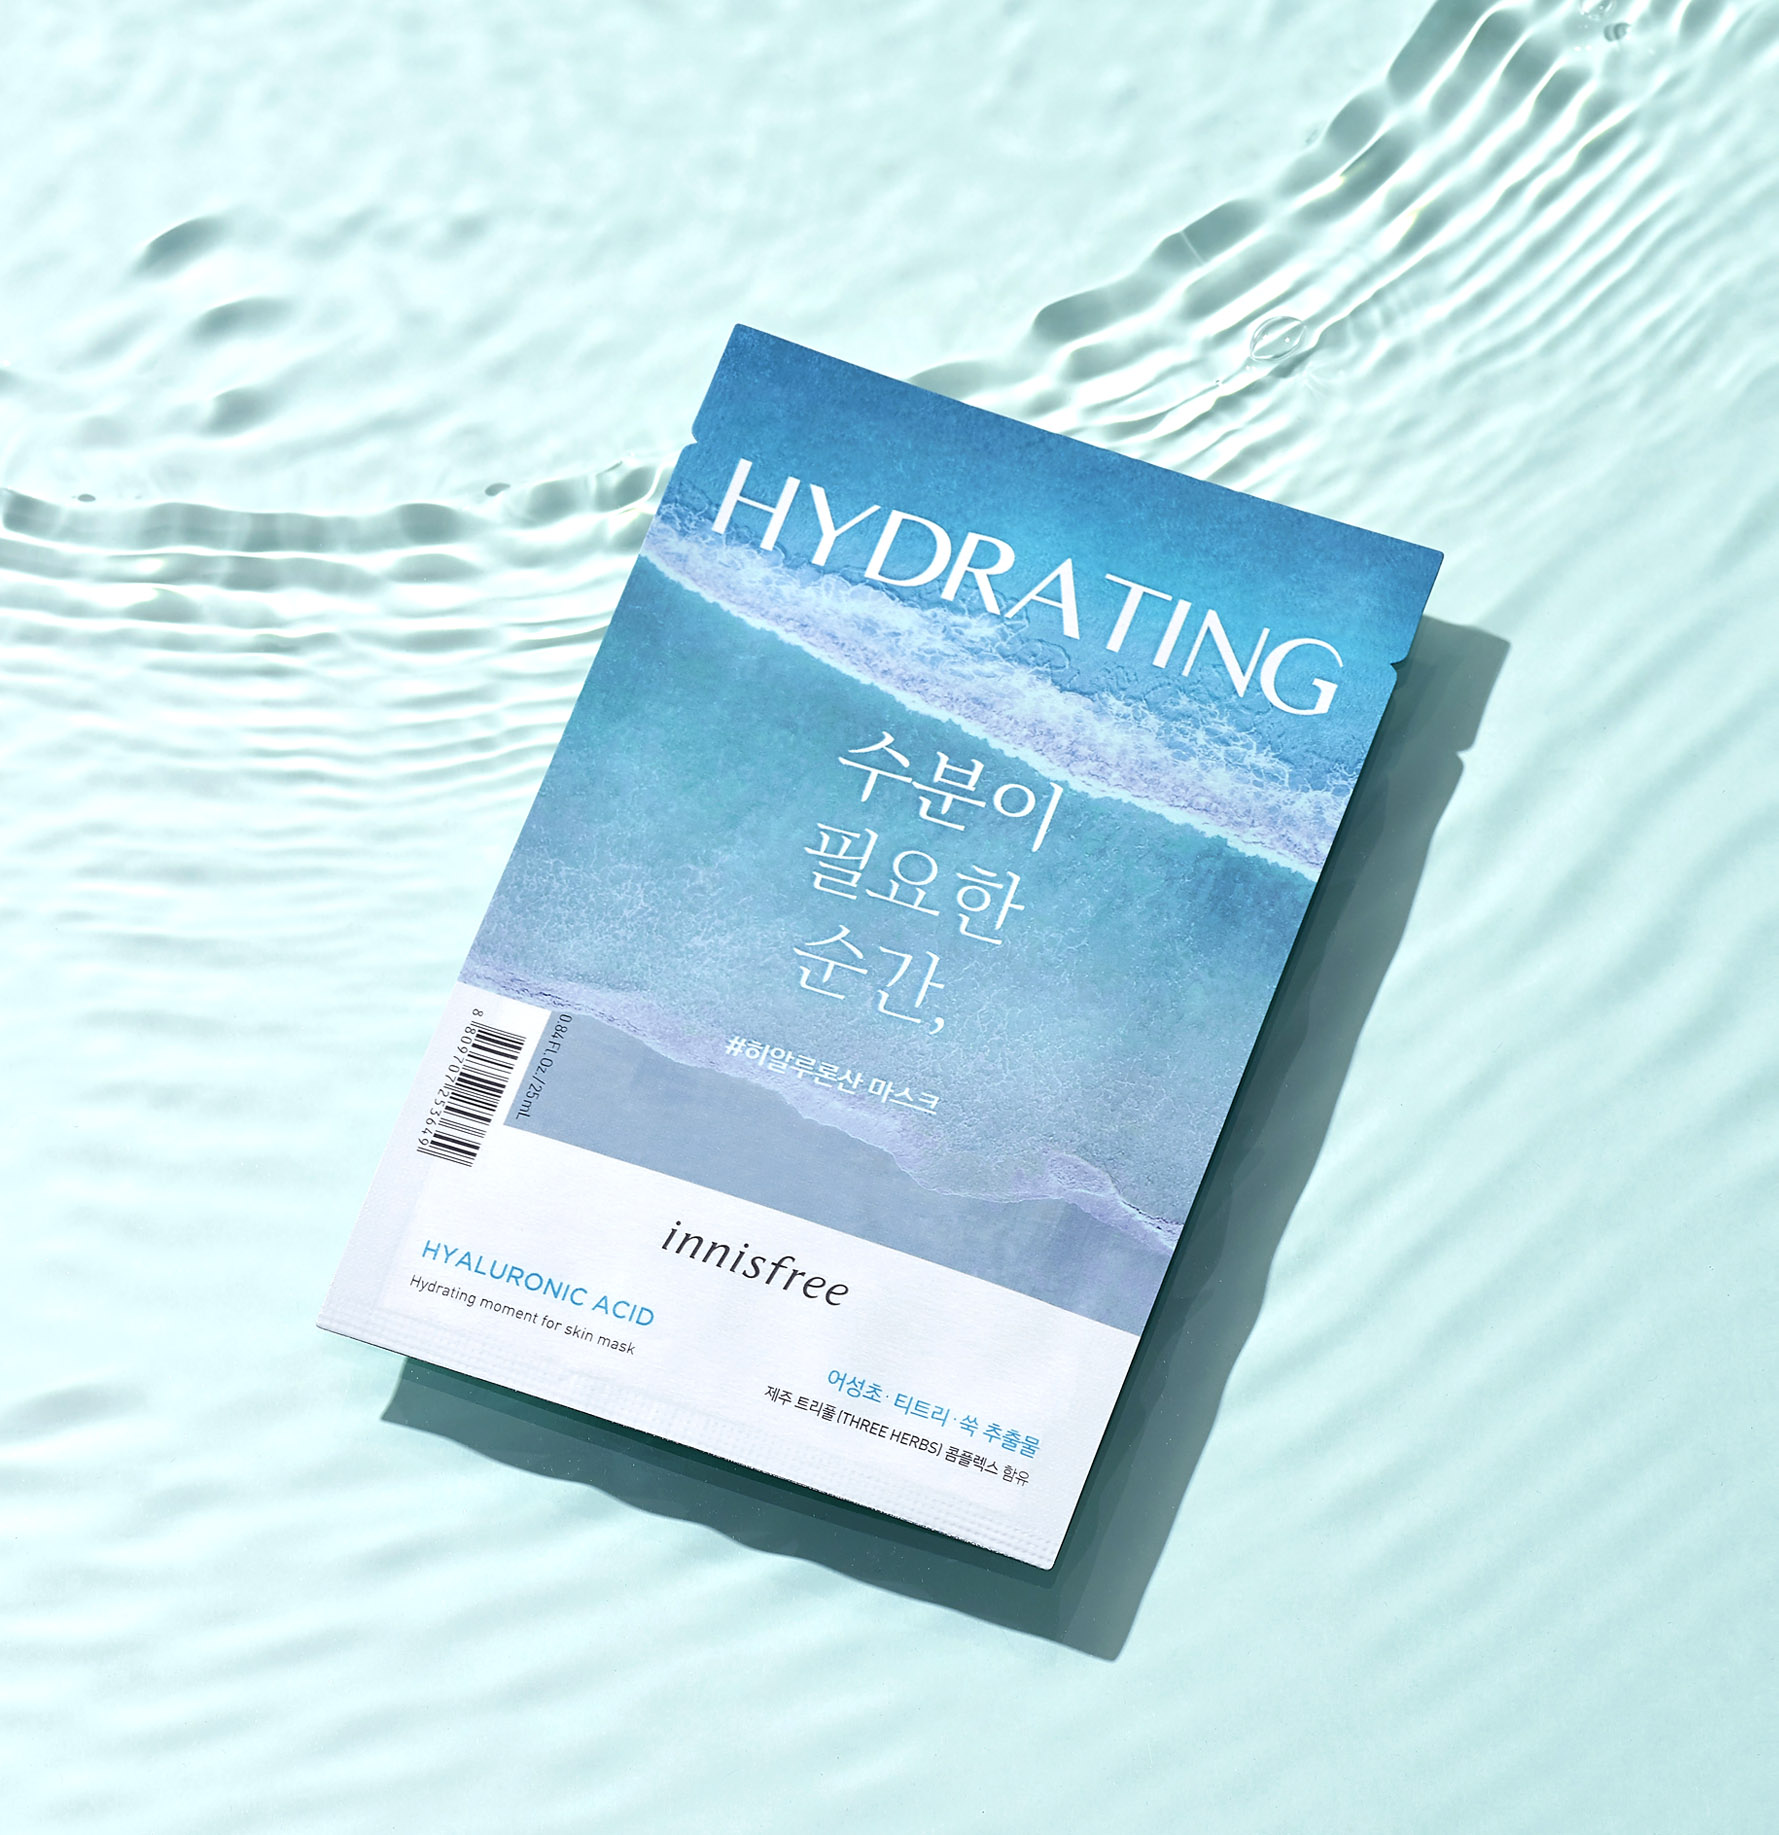 HYDRATING
수분이
필요한
순간,
#히알루론산 마스크
0.84 Fl.Oz. / 25mL
8 809707 253649
innisfree
HYALURONIC ACID
Hydrating moment for skin mask
어성초 · 티트리 · 쑥 추출물
제주 트리플 (THREE HERBS) 콤플렉스 함유